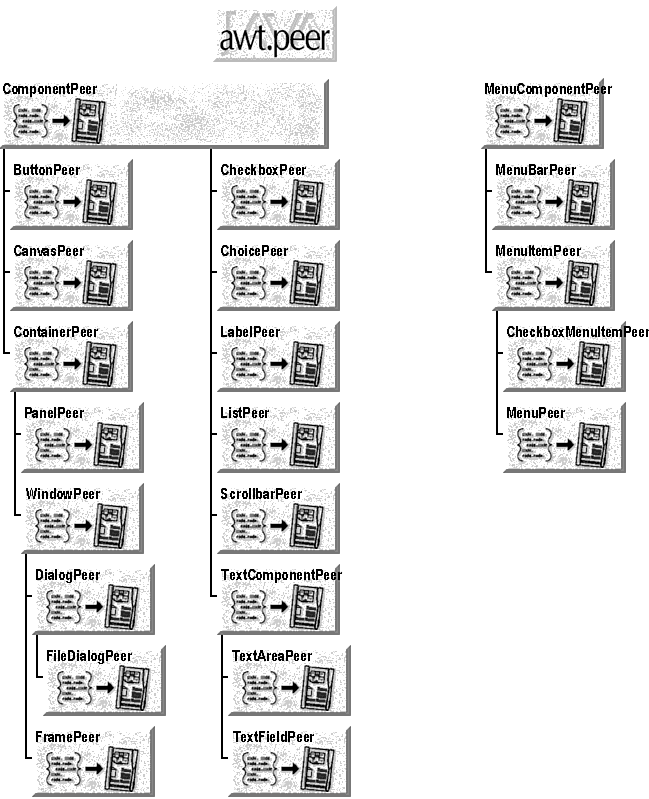 awt.peer
ComponentPeer
ButtonPeer
CanvasPeer
ContainerPeer
PanelPeer
WindowPeer
DialogPeer
FileDialogPeer
FramePeer
CheckboxPeer
ChoicePeer
LabelPeer
ListPeer
ScrollbarPeer
TextComponentPeer
TextAreaPeer
TextFieldPeer
MenuComponentPeer
MenuBarPeer
MenuItemPeer
CheckboxMenuItemPeer
MenuPeer